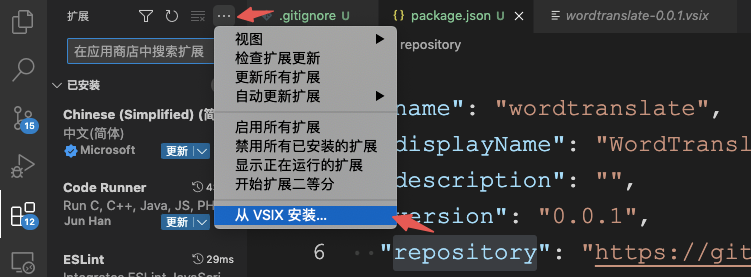 扩展
.gitignore U
package.json U
wordtranslate-0.0.1.vsix
在应用商店中搜索扩展
repository
视图
检查扩展更新
更新所有扩展
自动更新扩展
启用所有扩展
禁用所有已安装的扩展
显示正在运行的扩展
开始扩展二等分
从 VSIX 安装...
已安装
Chinese (Simplified) (简
中文(简体)
Microsoft
更新
Code Runner
Run C, C++, Java, JS, PH
Jun Han
更新
ESLint
29ms
15
12
name": "wordtranslate",
displayName": "WordTransl
description": "",
version": "0.0.1",
6
"repository": "https://git